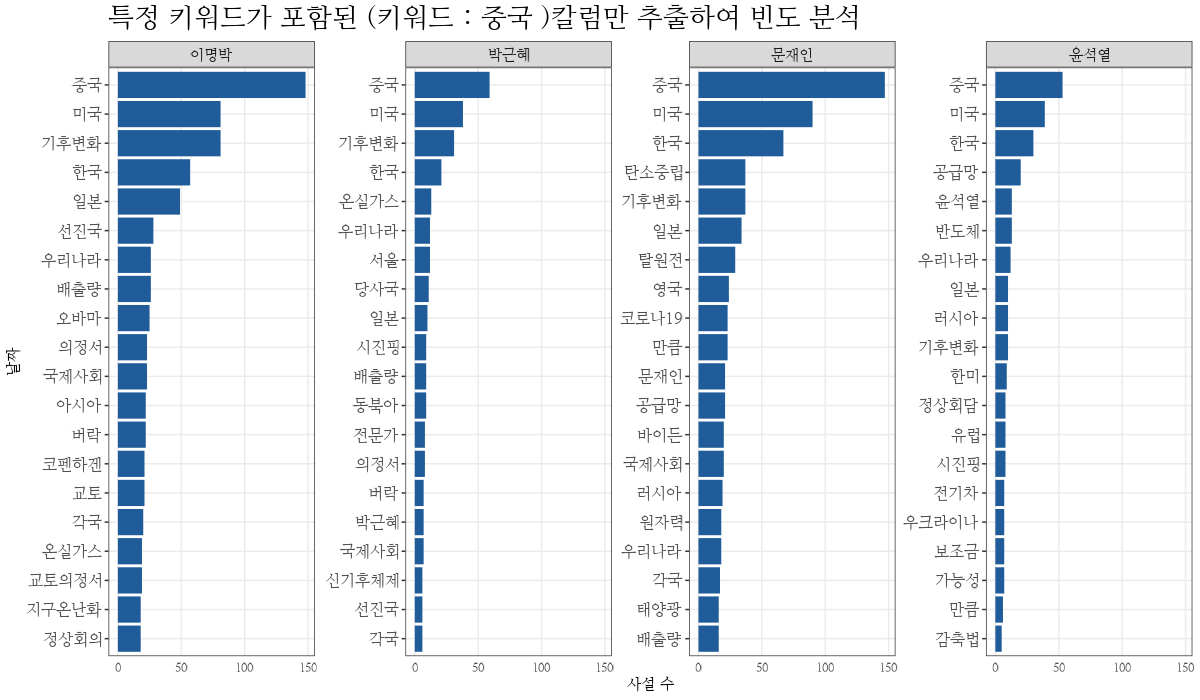 특정 키워드가 포함된 (키워드 : 중국 )칼럼만 추출하여 빈도 분석
이명박
중국
미국
기후변화
한국
일본
선진국
우리나라
배출량
오바마
의정서
국제사회
아시아
버락
코펜하겐
교토
각국
온실가스
교토의정서
지구온난화
정상회의
0 50 100 150
박근혜
중국
미국
기후변화
한국
온실가스
우리나라
서울
당사국
일본
시진핑
배출량
동북아
전문가
의정서
버락
박근혜
국제사회
신기후체제
선진국
각국
0 50 100 150
문재인
중국
미국
한국
탄소중립
기후변화
일본
탈원전
영국
코로나19
만큼
문재인
공급망
바이든
국제사회
러시아
원자력
우리나라
각국
태양광
배출량
0 50 100 150
윤석열
중국
미국
한국
공급망
윤석열
반도체
우리나라
일본
러시아
기후변화
한미
정상회담
유럽
시진핑
전기차
우크라이나
보조금
가능성
만큼
감축법
0 50 100 150
날짜
사설 수